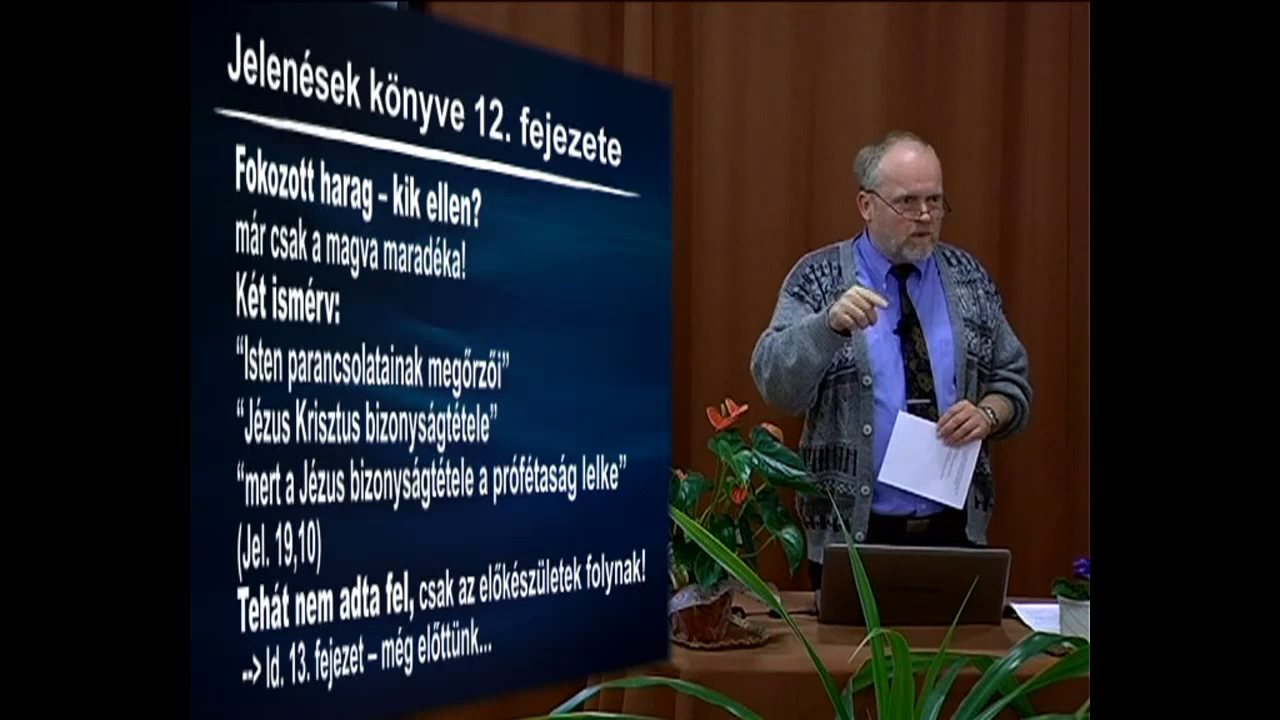 Jelenések könyve 12. fejezete
Fokozott harag – kik ellen?
már csak a magva maradéka!
Két ismérv:
“Isten parancsolatainak megőrzői”
“Jézus Krisztus bizonyságtétele”
“mert a Jézus bizonyságtétele a prófétaság lelke”
(Jel. 19,10)
Tehát nem adta fel, csak az előkészületek folynak!
--> ld. 13. fejezet – még előttünk...